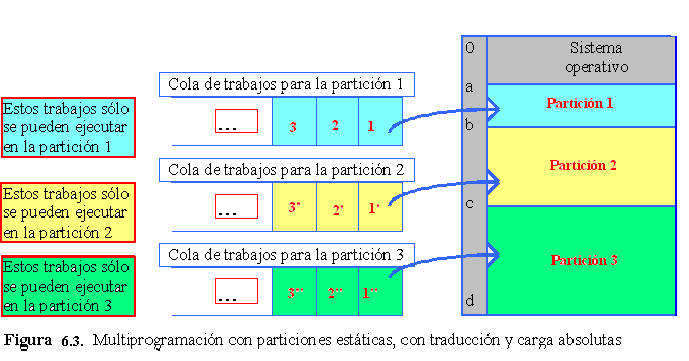 Estos trabajos sólo
se pueden ejecutar
en la partición 1
Cola de trabajos para la partición 1
... 3 2 1
Estos trabajos sólo
se pueden ejecutar
en la partición 2
Cola de trabajos para la partición 2
... 3' 2' 1'
Estos trabajos sólo
se pueden ejecutar
en la partición 3
Cola de trabajos para la partición 3
... 3'' 2'' 1''
0
a
b
c
d
Sistema
operativo
Partición 1
Partición 2
Partición 3
Figura 6.3. Multiprogramación con particiones estáticas, con traducción y carga absolutas